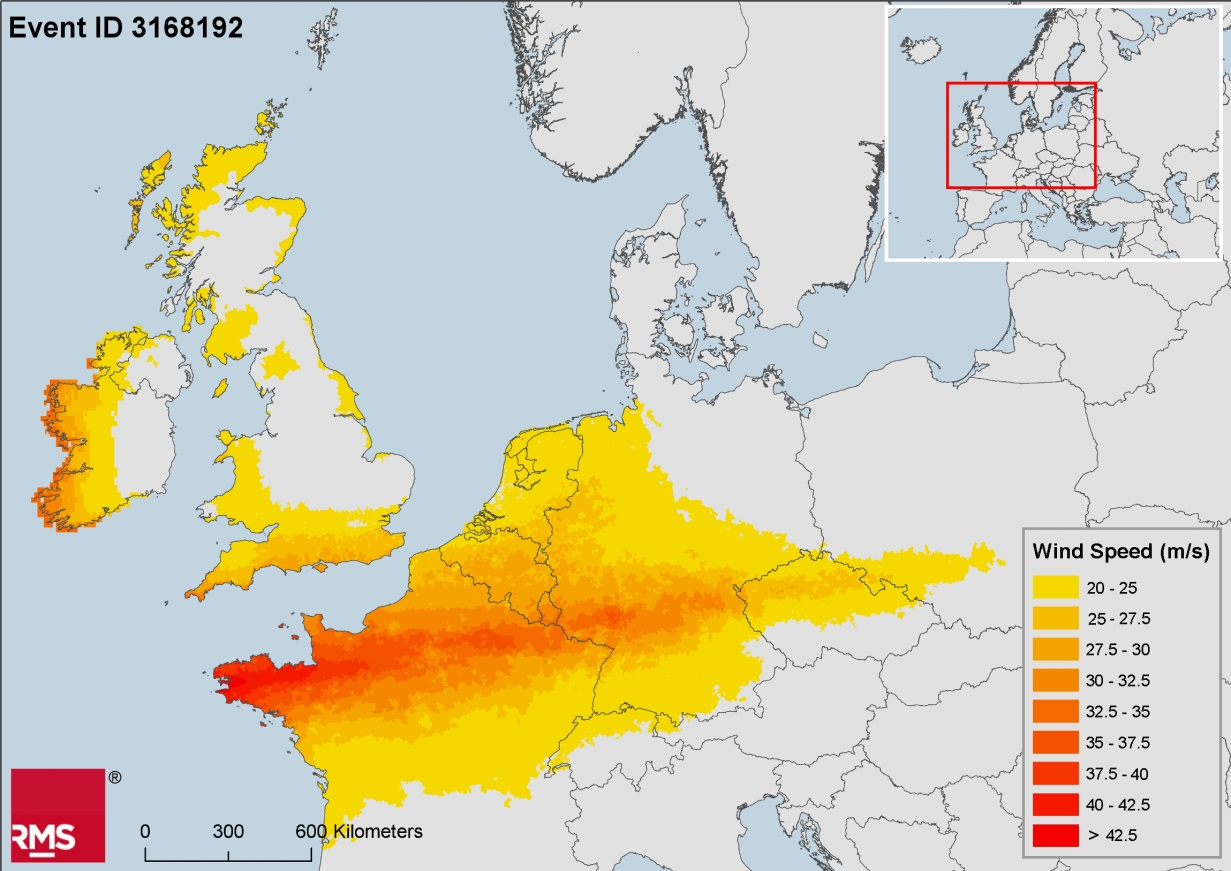 Event ID 3168192
Wind Speed (m/s)
20 - 25
25 - 27.5
27.5 - 30
30 - 32.5
32.5 - 35
35 - 37.5
37.5 - 40
40 - 42.5
> 42.5
®
RMS
0 300 600 Kilometers